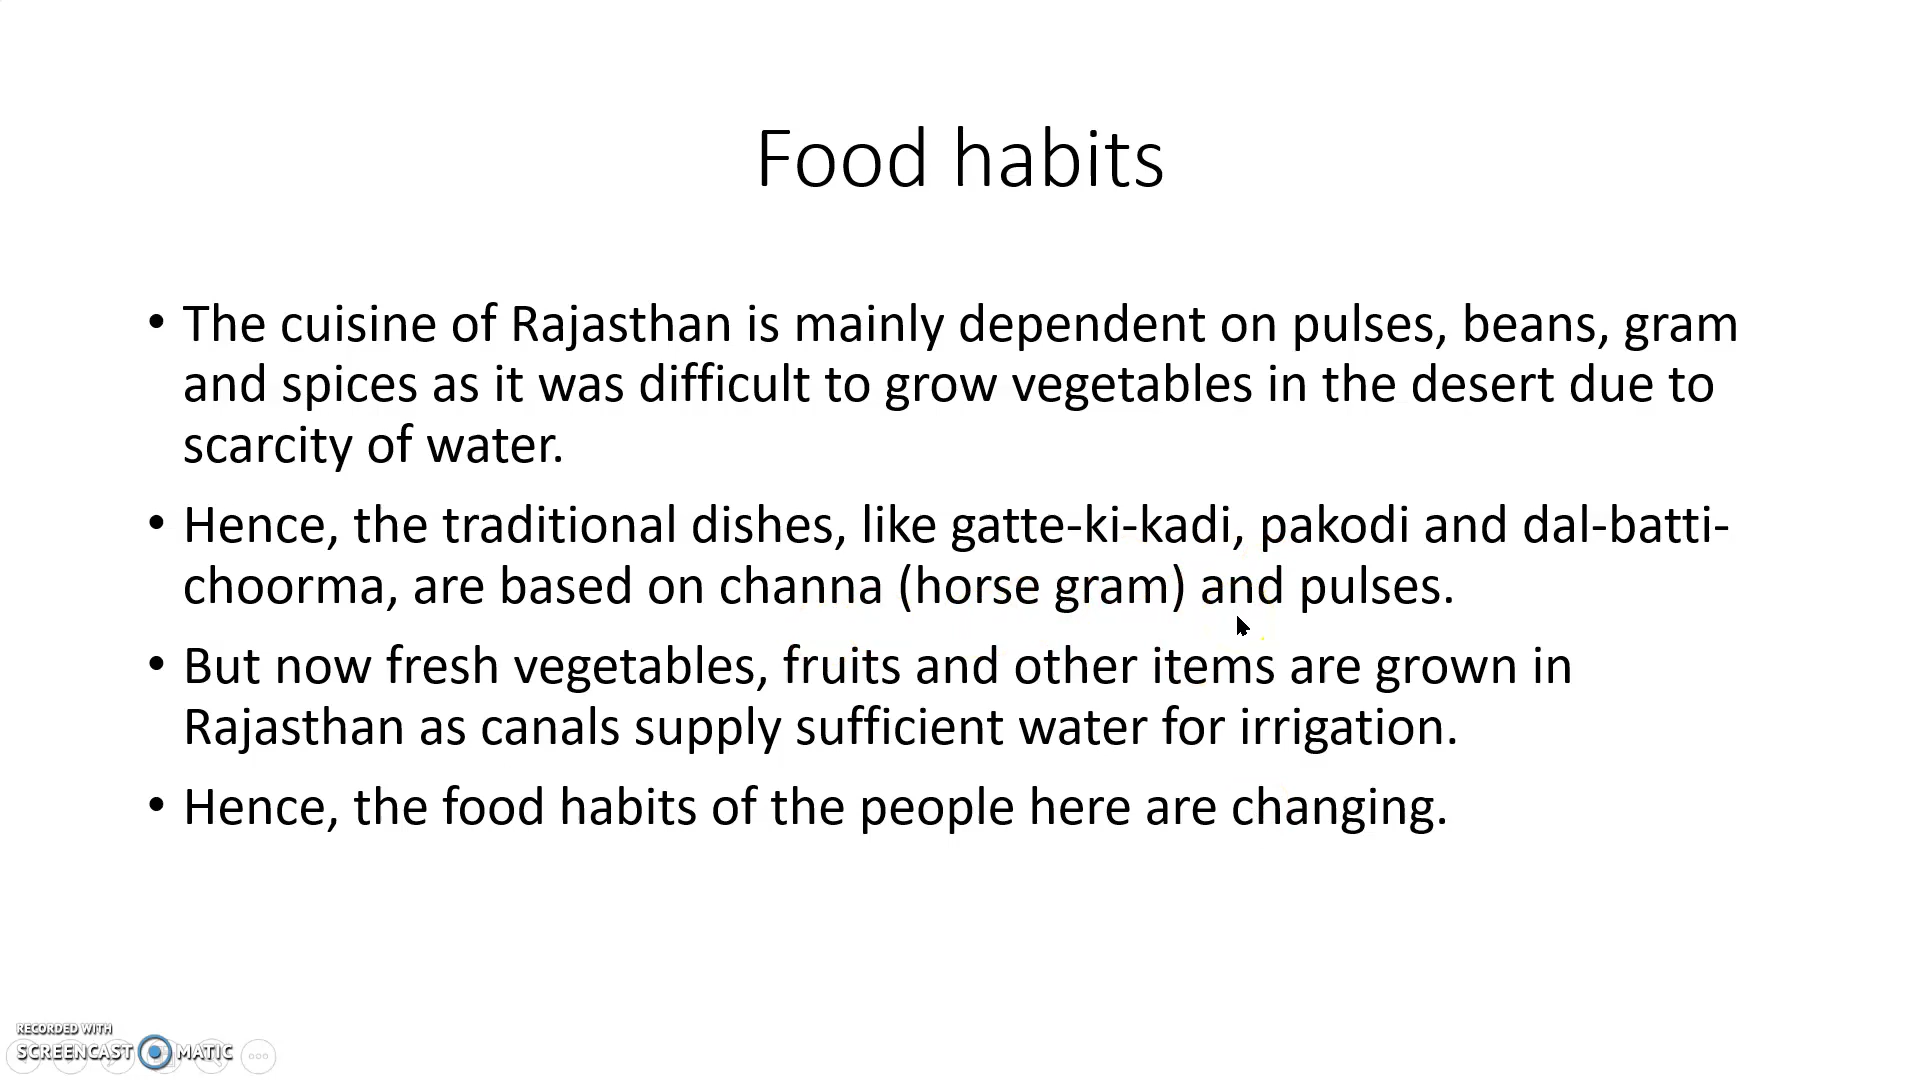 Food habits
• The cuisine of Rajasthan is mainly dependent on pulses, beans, gram
and spices as it was difficult to grow vegetables in the desert due to
scarcity of water.
• Hence, the traditional dishes, like gatte-ki-kadi, pakodi and dal-batti-
choorma, are based on channa (horse gram) and pulses.
• But now fresh vegetables, fruits and other items are grown in
Rajasthan as canals supply sufficient water for irrigation.
• Hence, the food habits of the people here are changing.
RECORDED WITH
SCREENCAST MATIC